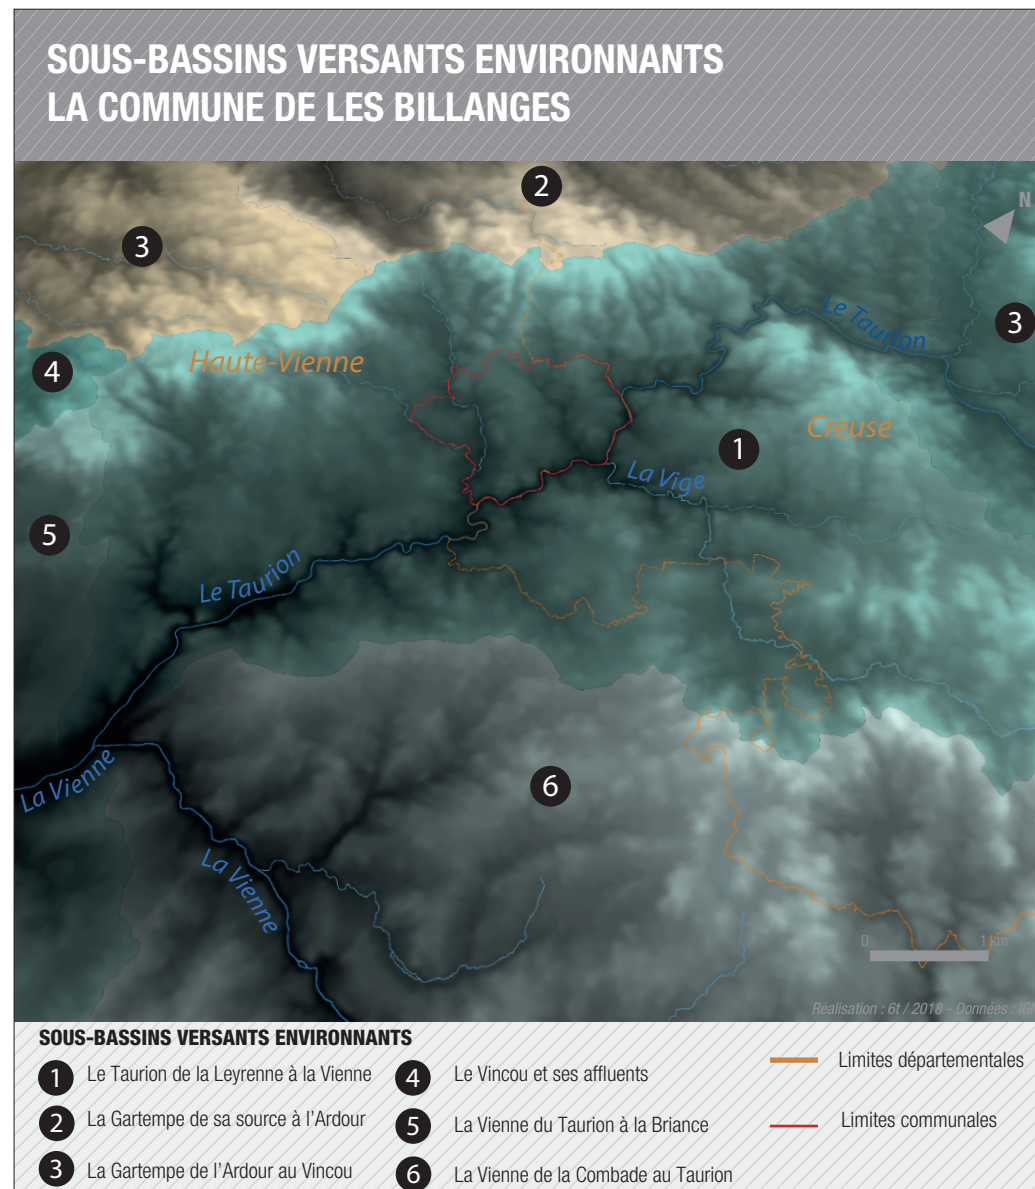 SOUS-BASSINS VERSANTS ENVIRONNANTS
LA COMMUNE DE LES BILLANGES
2
N
3
Le Taurion
3
4
Haute-Vienne
Creuse
1
La Vige
5
Le Taurion
La Vienne
6
La Vienne
0
1 km
Réalisation : 6t / 2018 - Données : IGN
SOUS-BASSINS VERSANTS ENVIRONNANTS
1 Le Taurion de la Leyrenne à la Vienne
2 La Gartempe de sa source à l'Ardour
3 La Gartempe de l'Ardour au Vincou
4 Le Vincou et ses affluents
5 La Vienne du Taurion à la Briance
6 La Vienne de la Combade au Taurion
Limites départementales
Limites communales